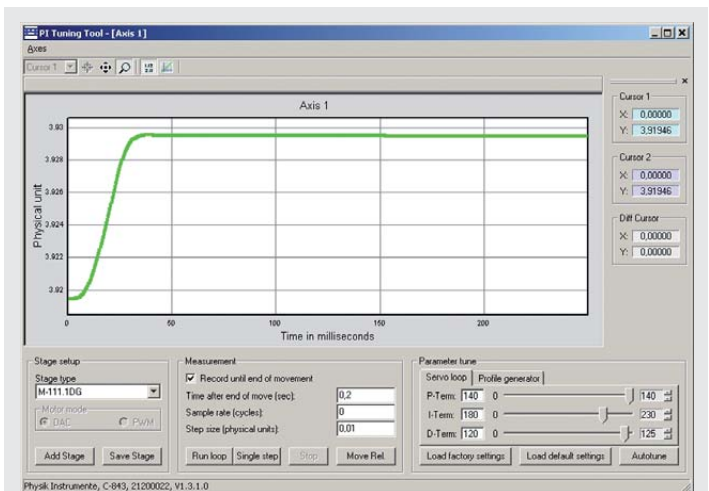 PI Tuning Tool - [Axis 1]
Axes
Cursor 1
Axis 1
Physical unit
3.93
3.928
3.926
3.924
3.922
3.92
0 50 100 150 200
Time in milliseconds
Cursor 1
X: 0,00000
Y: 3,91946
Cursor 2
X: 0,00000
Y: 3,91946
Diff Cursor
X: 0,00000
Y: 0,00000
Stage setup
Stage type
M-111.1DG
Motor mode
DAC PWM
Add Stage Save Stage
Measurement
Record until end of movement
Time after end of move (sec): 0,2
Sample rate (cycles): 0
Step size (physical units): 0,01
Run loop Single step Stop Move Rel.
Parameter tune
Servo loop Profile generator
P-Term: 140 0 140
I-Term: 180 0 230
D-Term: 120 0 125
Load factory settings Load default settings Autotune
Physik Instrumente, C-843, 21200022, V1.3.1.0